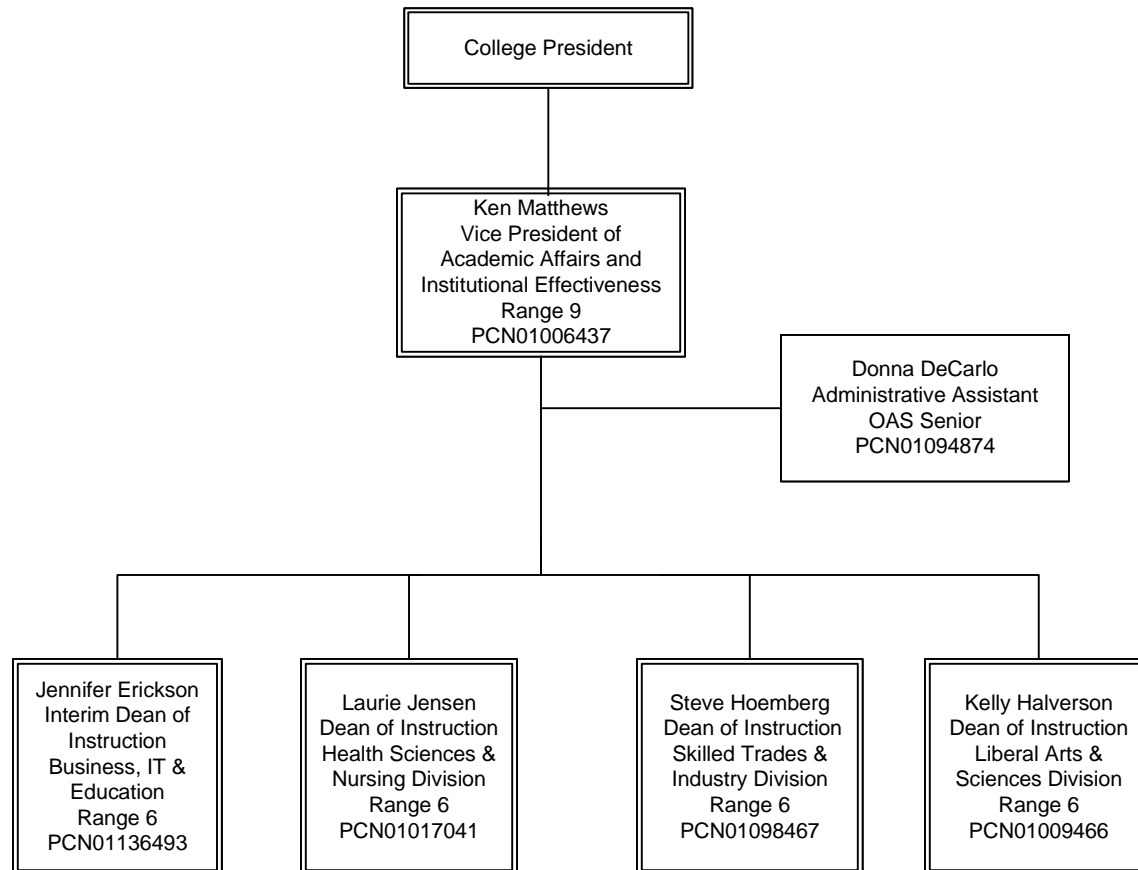 College President
Ken Matthews
Vice President of
Academic Affairs and
Institutional Effectiveness
Range 9
PCN01006437
Donna DeCarlo
Administrative Assistant
OAS Senior
PCN01094874
Jennifer Erickson
Interim Dean of
Instruction
Business, IT &
Education
Range 6
PCN01136493
Laurie Jensen
Dean of Instruction
Health Sciences &
Nursing Division
Range 6
PCN01017041
Steve Hoemberg
Dean of Instruction
Skilled Trades &
Industry Division
Range 6
PCN01098467
Kelly Halverson
Dean of Instruction
Liberal Arts &
Sciences Division
Range 6
PCN01009466